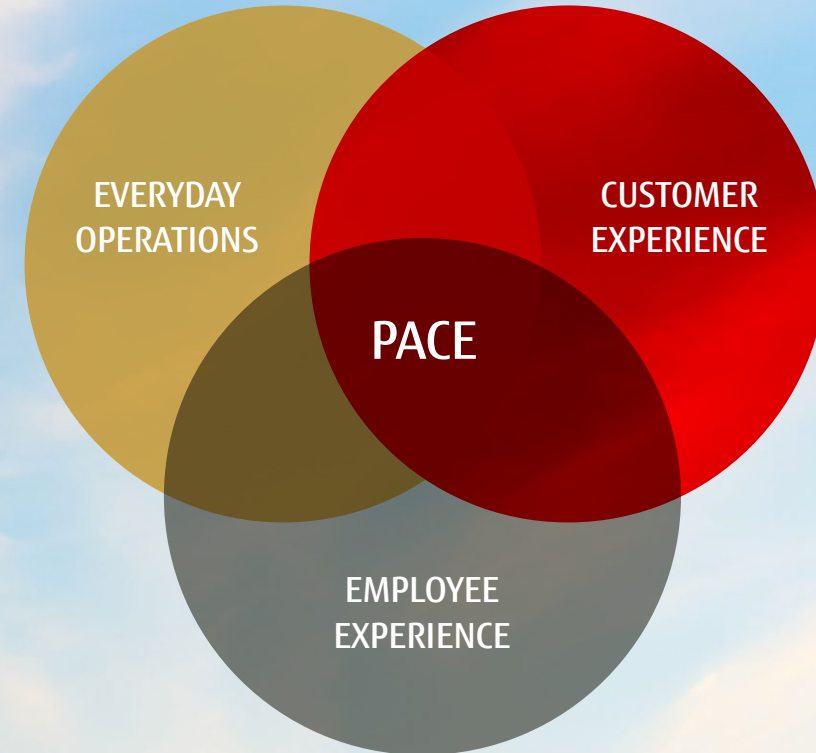 EVERYDAY
OPERATIONS
CUSTOMER
EXPERIENCE
PACE
EMPLOYEE
EXPERIENCE